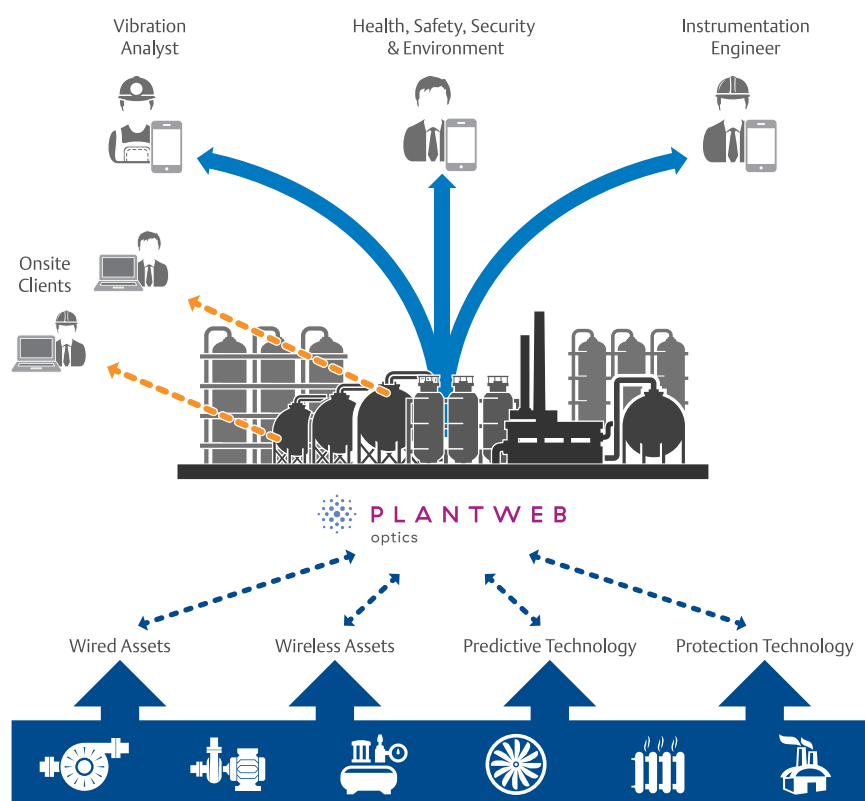 Vibration
Analyst
Health, Safety, Security
& Environment
Instrumentation
Engineer
Onsite
Clients
PLANTWEB
optics
Wired Assets
Wireless Assets
Predictive Technology
Protection Technology